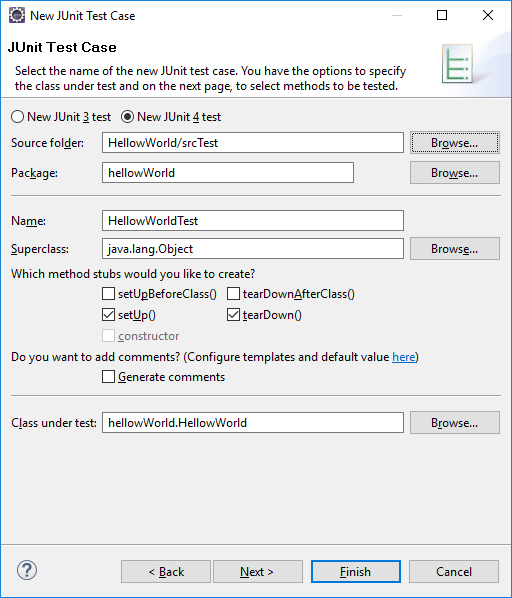 New JUnit Test Case
JUnit Test Case
Select the name of the new JUnit test case. You have the options to specify
the class under test and on the next page, to select methods to be tested.
New JUnit 3 test New JUnit 4 test
Source folder: HellowWorld/srcTest Browse...
Package: hellowWorld Browse...
Name: HellowWorldTest
Superclass: java.lang.Object Browse...
Which method stubs would you like to create?
setUpBeforeClass() tearDownAfterClass()
setUp() tearDown()
constructor
Do you want to add comments? (Configure templates and default value here)
Generate comments
Class under test: hellowWorld.HellowWorld Browse...
? < Back Next > Finish Cancel